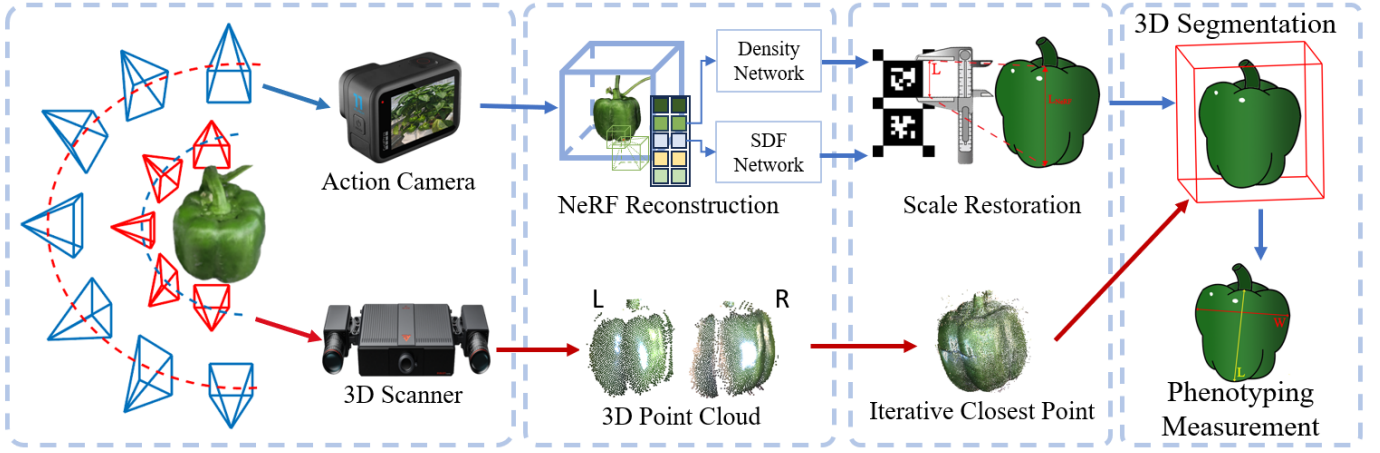 Action Camera
3D Scanner
Density
Network
SDF
Network
NeRF Reconstruction
L
R
3D Point Cloud
L
Scale Restoration
Iterative Closest Point
3D Segmentation
W
L
Phenotyping
Measurement